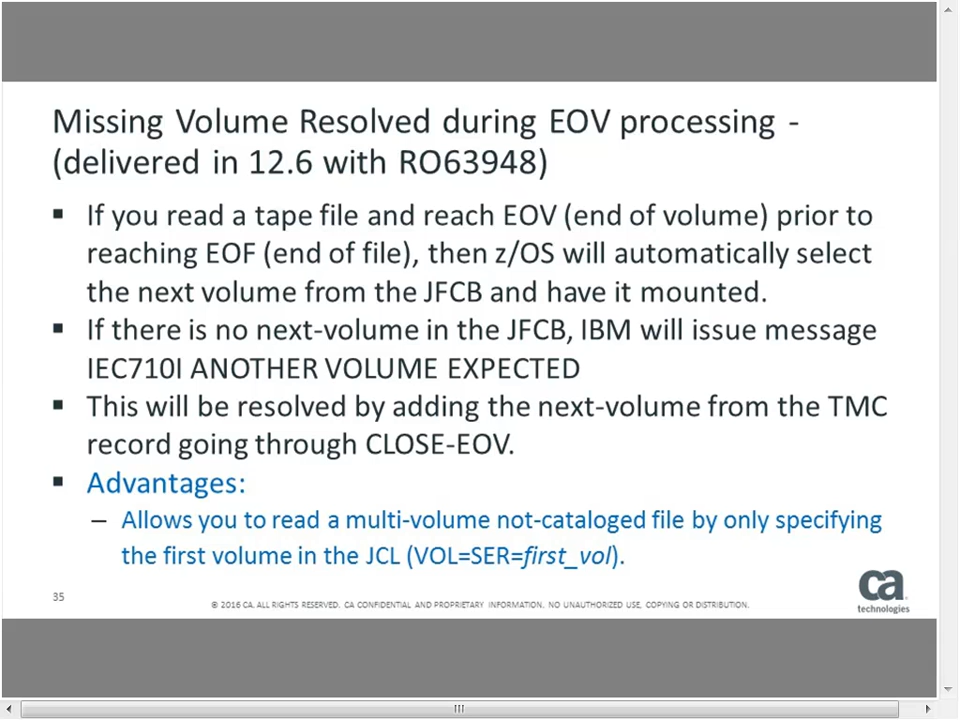 Missing Volume Resolved during EOV processing -
(delivered in 12.6 with RO63948)
▪ If you read a tape file and reach EOV (end of volume) prior to
reaching EOF (end of file), then z/OS will automatically select
the next volume from the JFCB and have it mounted.
▪ If there is no next-volume in the JFCB, IBM will issue message
IEC710I ANOTHER VOLUME EXPECTED
▪ This will be resolved by adding the next-volume from the TMC
record going through CLOSE-EOV.
▪ Advantages:
– Allows you to read a multi-volume not-cataloged file by only specifying
the first volume in the JCL (VOL=SER=first_vol).
35
© 2016 CA. ALL RIGHTS RESERVED. CA CONFIDENTIAL AND PROPRIETARY INFORMATION. NO UNAUTHORIZED USE, COPYING OR DISTRIBUTION.
ca
technologies